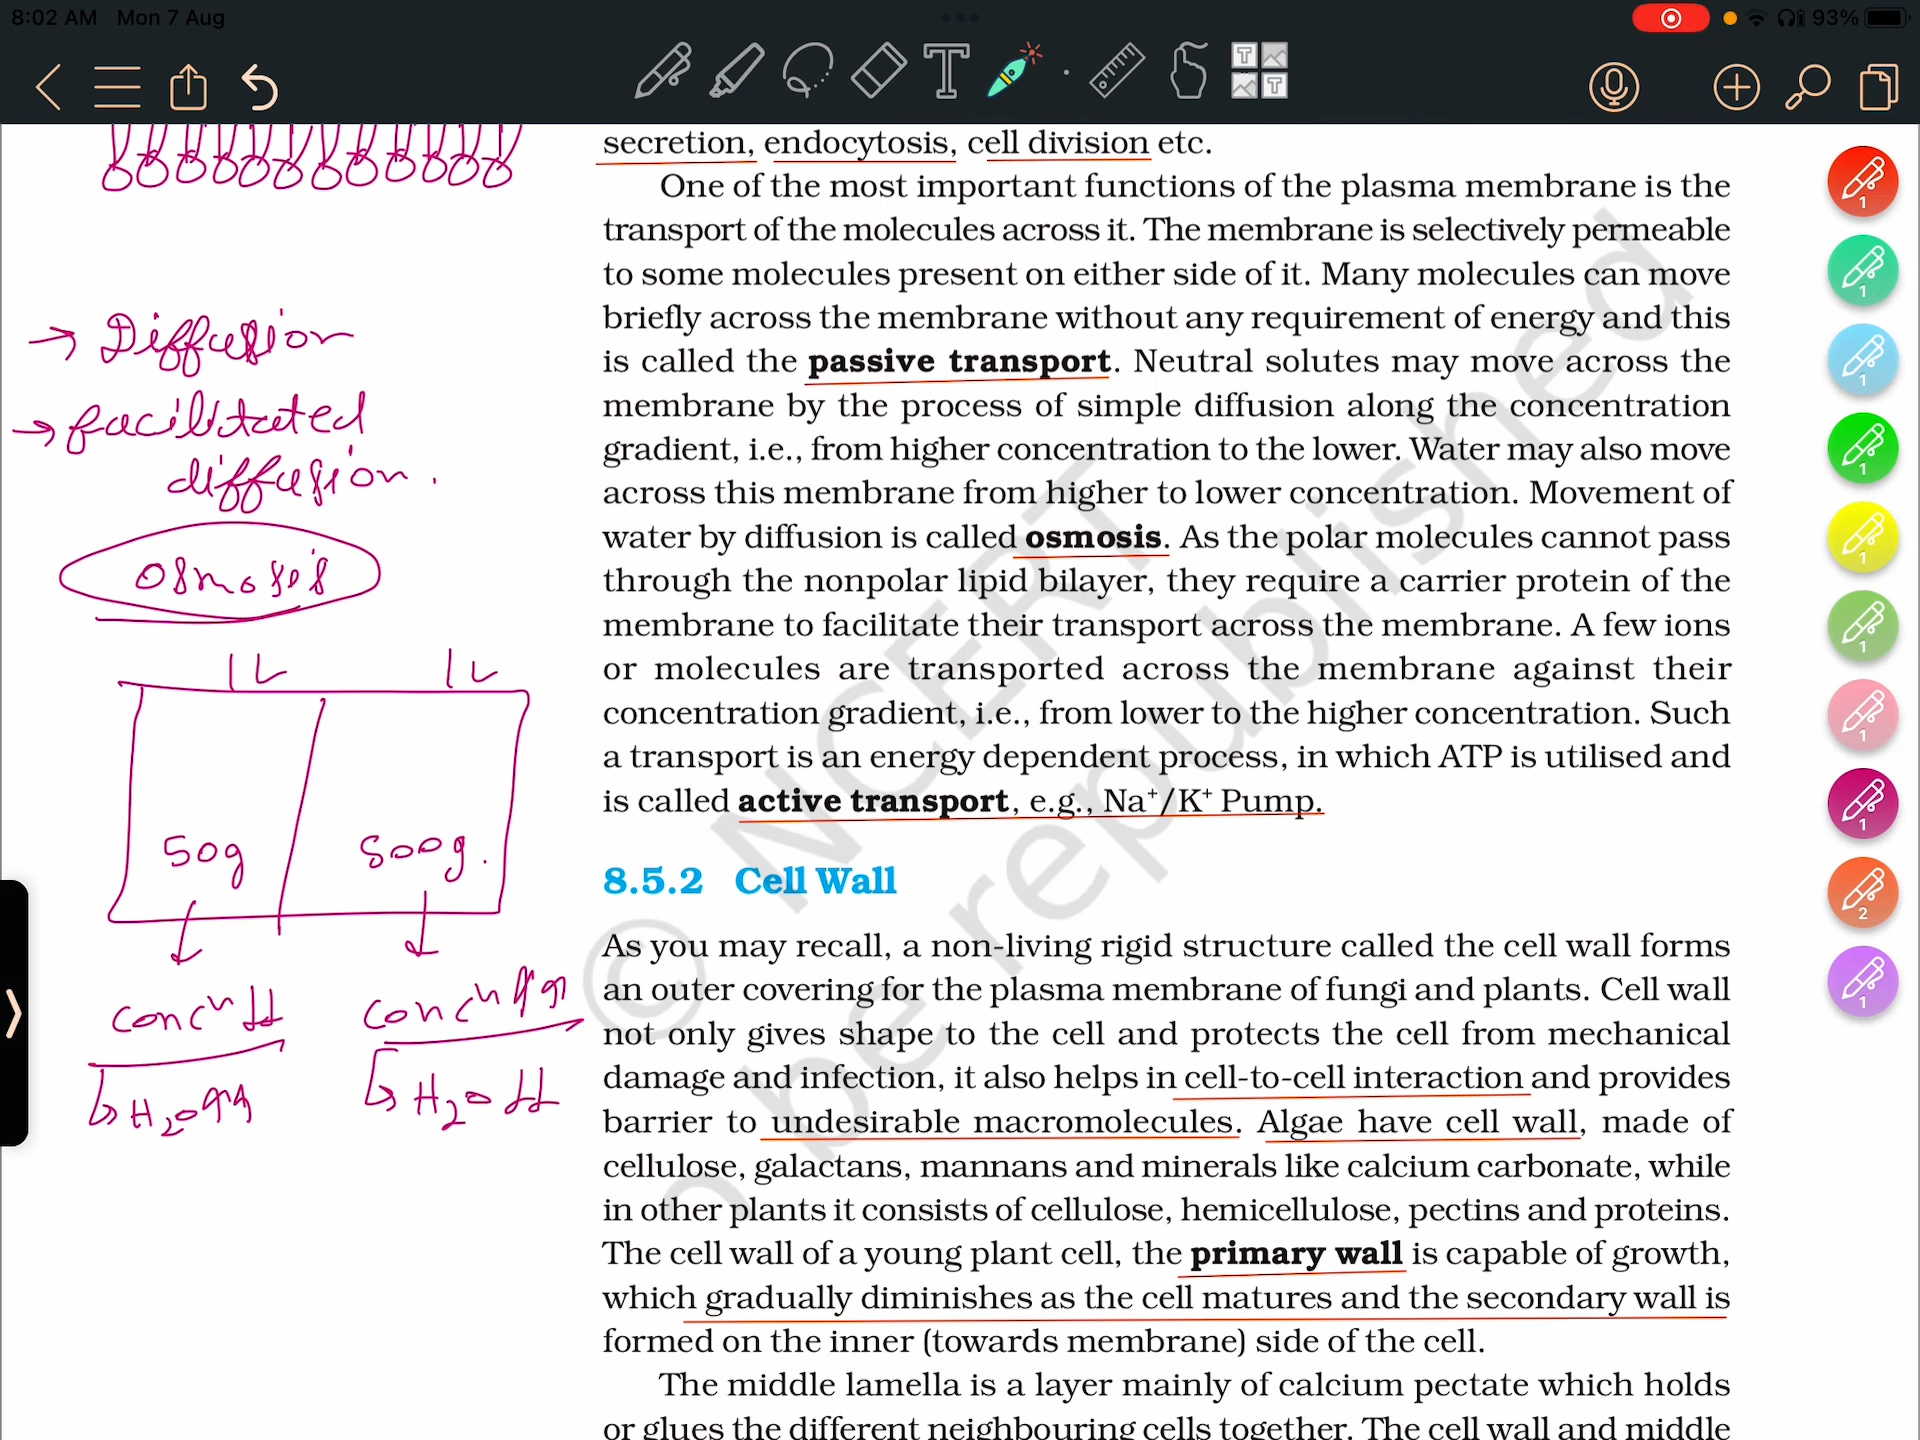 8:02 AM Mon 7 Aug
93%
secretion, endocytosis, cell division etc.
One of the most important functions of the plasma membrane is the
transport of the molecules across it. The membrane is selectively permeable
to some molecules present on either side of it. Many molecules can move
briefly across the membrane without any requirement of energy and this
is called the passive transport. Neutral solutes may move across the
membrane by the process of simple diffusion along the concentration
gradient, i.e., from higher concentration to the lower. Water may also move
across this membrane from higher to lower concentration. Movement of
water by diffusion is called osmosis. As the polar molecules cannot pass
through the nonpolar lipid bilayer, they require a carrier protein of the
membrane to facilitate their transport across the membrane. A few ions
or molecules are transported across the membrane against their
concentration gradient, i.e., from lower to the higher concentration. Such
a transport is an energy dependent process, in which ATP is utilised and
is called active transport, e.g., Na⁺/K⁺ Pump.
8.5.2 Cell Wall
As you may recall, a non-living rigid structure called the cell wall forms
an outer covering for the plasma membrane of fungi and plants. Cell wall
not only gives shape to the cell and protects the cell from mechanical
damage and infection, it also helps in cell-to-cell interaction and provides
barrier to undesirable macromolecules. Algae have cell wall, made of
cellulose, galactans, mannans and minerals like calcium carbonate, while
in other plants it consists of cellulose, hemicellulose, pectins and proteins.
The cell wall of a young plant cell, the primary wall is capable of growth,
which gradually diminishes as the cell matures and the secondary wall is
formed on the inner (towards membrane) side of the cell.
The middle lamella is a layer mainly of calcium pectate which holds
or glues the different neighbouring cells together. The cell wall and middle
© NCERT
be republished
→ Diffusion
→ facilitated
diffusion.
osmosis
1L 1L
50g 500g.
concⁿ ↓↓ concⁿ ↑↑
↳ H₂O ↑↑ ↳ H₂O ↓↓
1
1
1
1
1
1
1
1
2
1